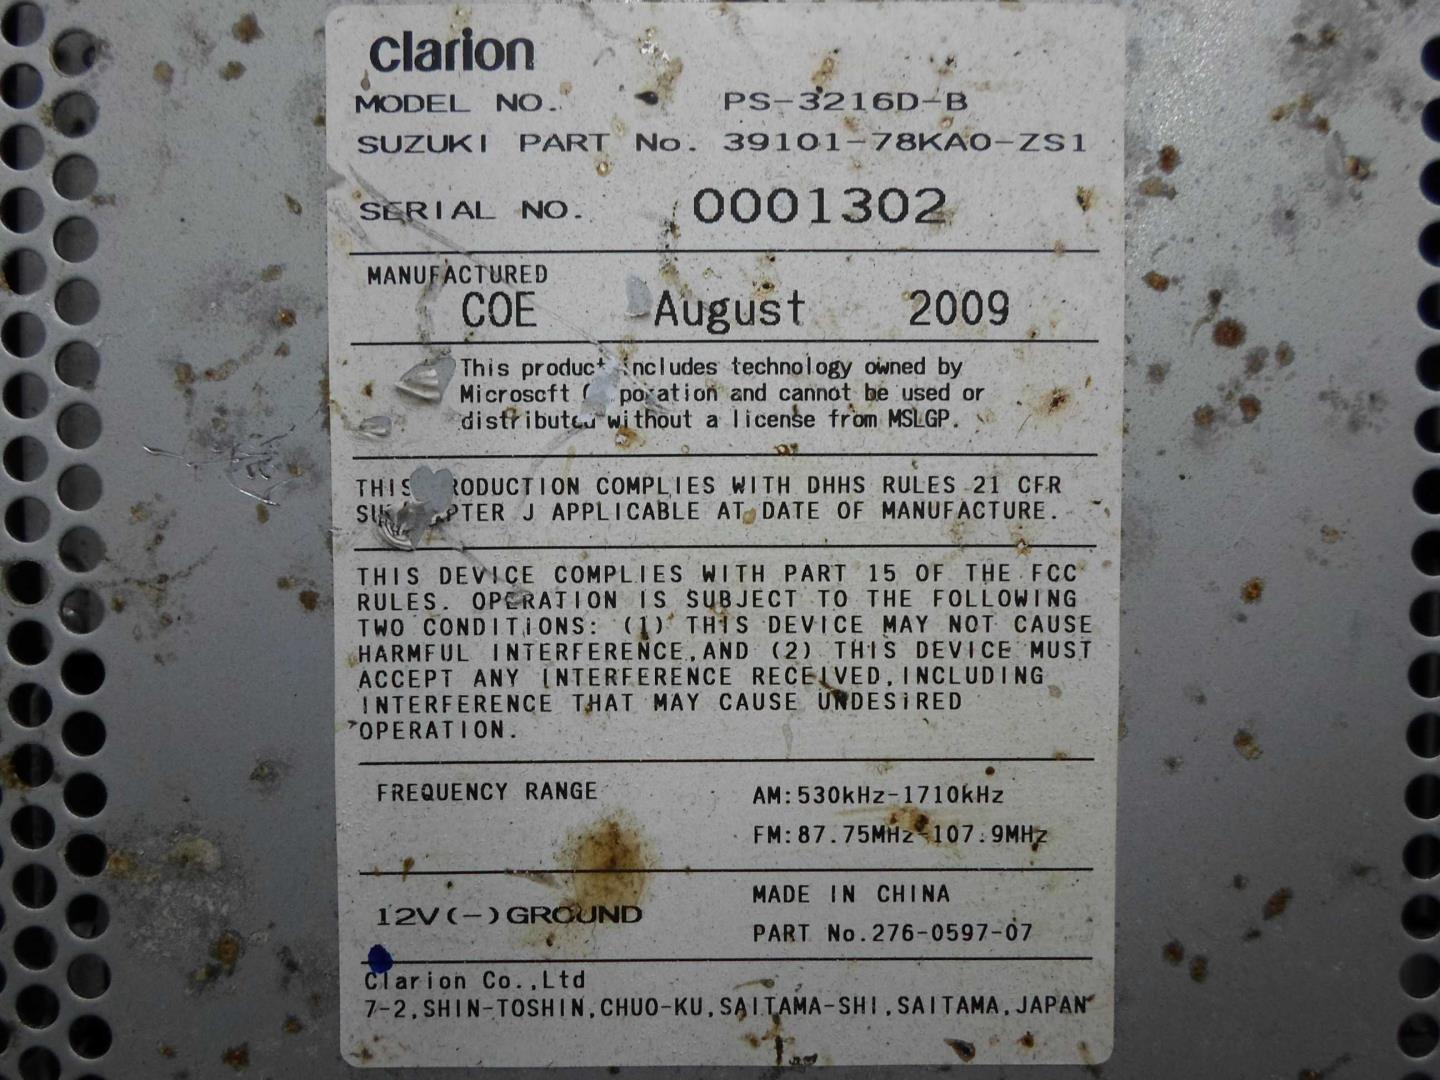 clarion
MODEL NO. PS-3216D-B
SUZUKI PART No. 39101-78KA0-ZS1
SERIAL NO. 0001302
MANUFACTURED
COE August 2009
This product includes technology owned by
Microsoft Corporation and cannot be used or
distributed without a license from MSLGP.
THIS PRODUCTION COMPLIES WITH DHHS RULES 21 CFR
SUBCHAPTER J APPLICABLE AT DATE OF MANUFACTURE.
THIS DEVICE COMPLIES WITH PART 15 OF THE FCC
RULES. OPERATION IS SUBJECT TO THE FOLLOWING
TWO CONDITIONS: (1) THIS DEVICE MAY NOT CAUSE
HARMFUL INTERFERENCE,AND (2) THIS DEVICE MUST
ACCEPT ANY INTERFERENCE RECEIVED,INCLUDING
INTERFERENCE THAT MAY CAUSE UNDESIRED
OPERATION.
FREQUENCY RANGE AM:530kHz-1710kHz
FM:87.75MHz-107.9MHz
12V(-)GROUND MADE IN CHINA
PART No.276-0597-07
Clarion Co.,Ltd
7-2,SHIN-TOSHIN,CHUO-KU,SAITAMA-SHI,SAITAMA,JAPAN